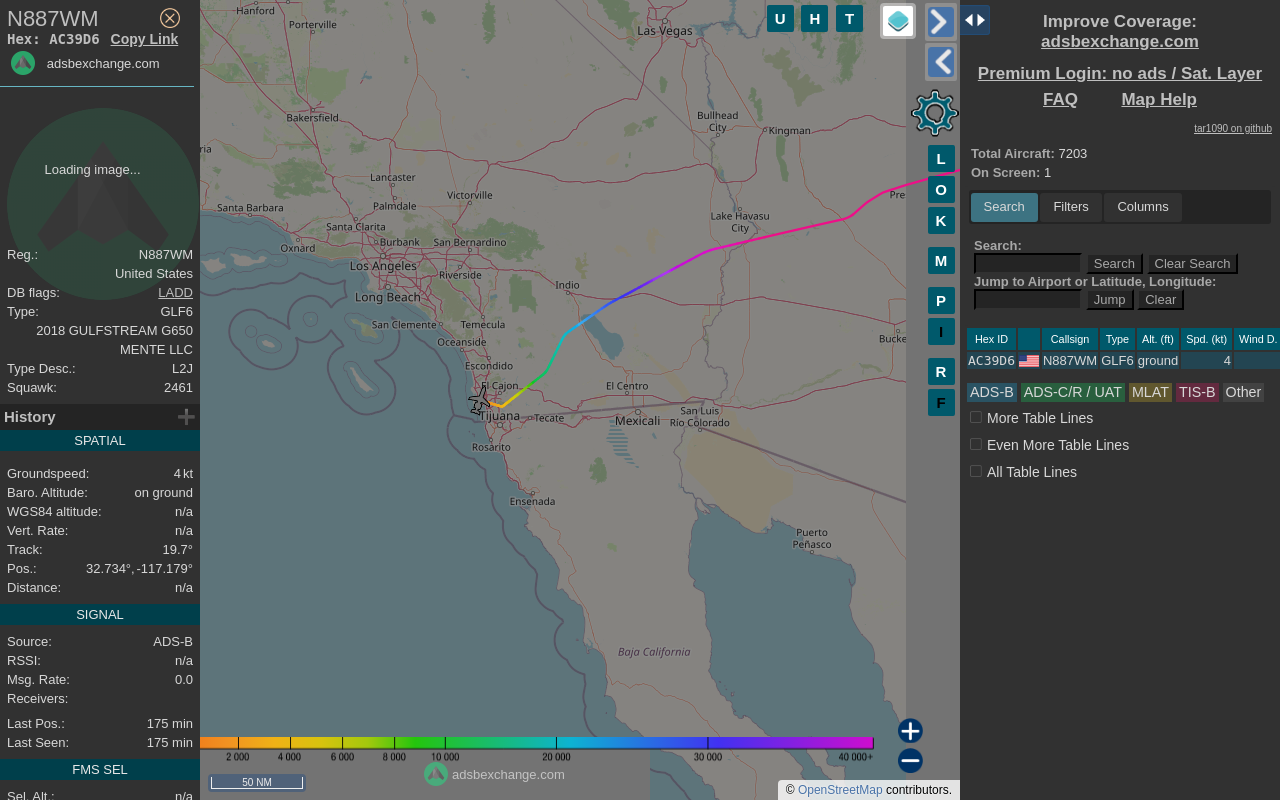 N887WM
Hex: AC39D6 Copy Link
adsbexchange.com
Loading image...
Reg.: N887WM
United States
DB flags: LADD
Type: GLF6
2018 GULFSTREAM G650
MENTE LLC
Type Desc.: L2J
Squawk: 2461
History
SPATIAL
Groundspeed: 4 kt
Baro. Altitude: on ground
WGS84 altitude: n/a
Vert. Rate: n/a
Track: 19.7°
Pos.: 32.734°, -117.179°
Distance: n/a
SIGNAL
Source: ADS-B
RSSI: n/a
Msg. Rate: 0.0
Receivers:
Last Pos.: 175 min
Last Seen: 175 min
FMS SEL
Sel. Alt.: n/a
Hanford
Porterville
Las Vegas
Bakersfield
Bullhead
City
Kingman
ria
Lancaster
Palmdale
Victorville
Santa Barbara
Santa Clarita
Lake Havasu
City
Pre
Oxnard
Burbank
San Bernardino
Los Angeles
Riverside
Indio
Long Beach
San Clemente
Temecula
Oceanside
Bucke
Escondido
El Cajon
El Centro
Tijuana
Tecate
Mexicali
San Luis
Río Colorado
Rosarito
Ensenada
Puerto
Peñasco
Baja California
U H T
L
O
K
M
P
I
R
F
2 000 4 000 6 000 8 000 10 000 20 000 30 000 40 000+
50 NM
adsbexchange.com
© OpenStreetMap contributors.
Improve Coverage:
adsbexchange.com
Premium Login: no ads / Sat. Layer
FAQ Map Help
tar1090 on github
Total Aircraft: 7203
On Screen: 1
Search Filters Columns
Search:
Search Clear Search
Jump to Airport or Latitude, Longitude:
Jump Clear
Hex ID Callsign Type Alt. (ft) Spd. (kt) Wind D.
AC39D6 N887WM GLF6 ground 4
ADS-B ADS-C/R / UAT MLAT TIS-B Other
More Table Lines
Even More Table Lines
All Table Lines